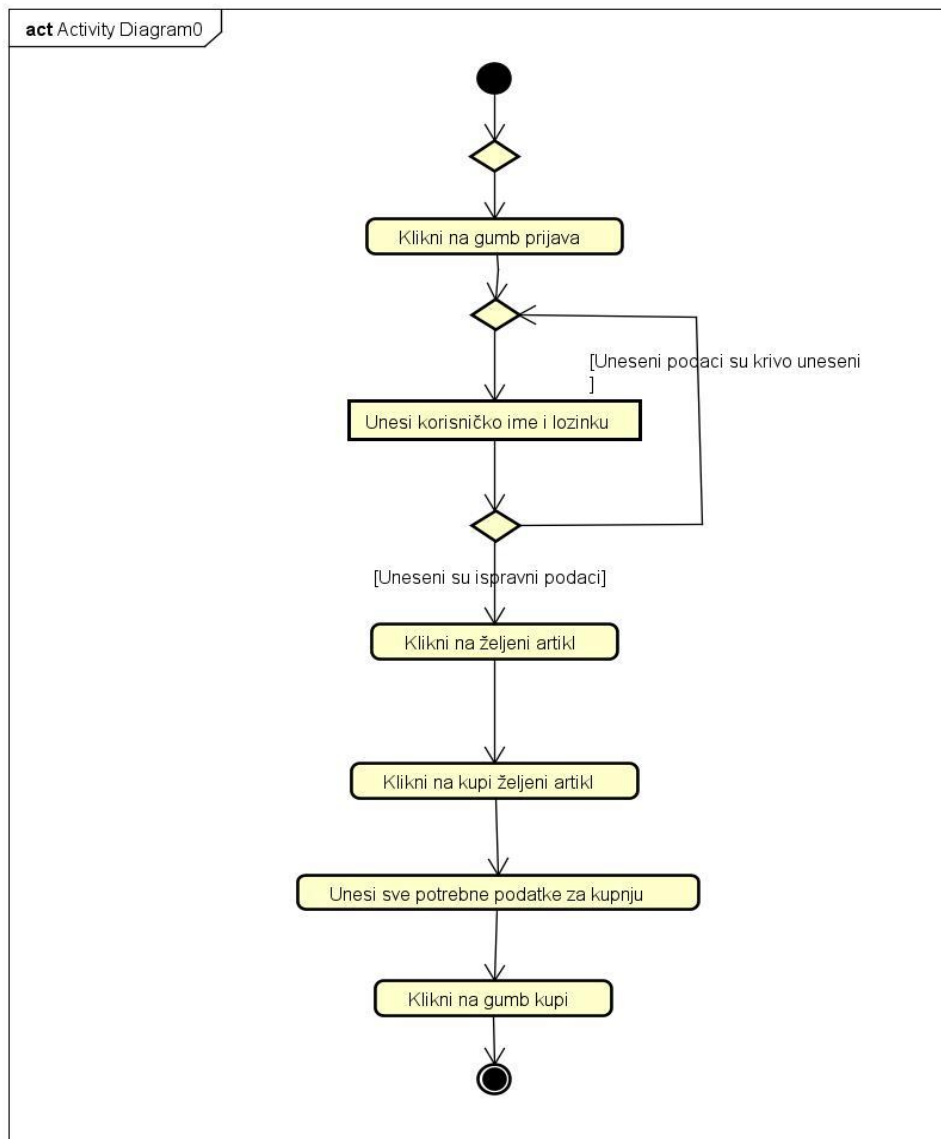 act Activity Diagram0
Klikni na gumb prijava
[Uneseni podaci su krivo uneseni
]
Unesi korisničko ime i lozinku
[Uneseni su ispravni podaci]
Klikni na željeni artikl
Klikni na kupi željeni artikl
Unesi sve potrebne podatke za kupnju
Klikni na gumb kupi